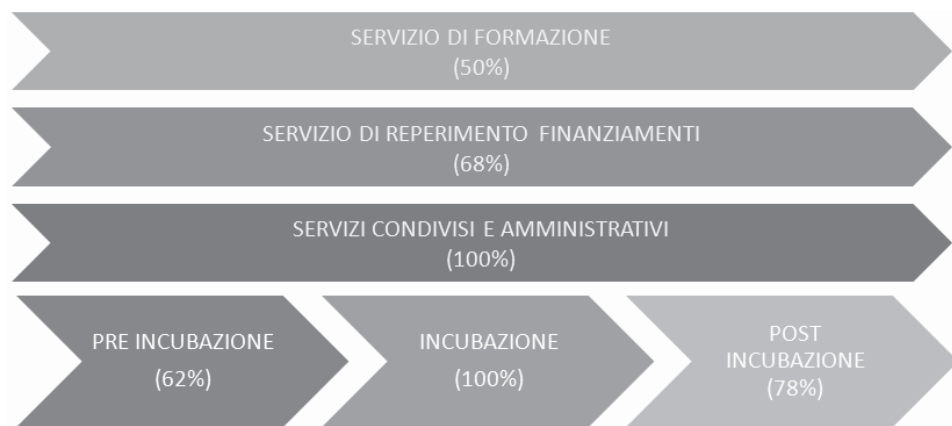 SERVIZIO DI FORMAZIONE
(50%)
SERVIZIO DI REPERIMENTO FINANZIAMENTI
(68%)
SERVIZI CONDIVISI E AMMINISTRATIVI
(100%)
PRE INCUBAZIONE
(62%)
INCUBAZIONE
(100%)
POST
INCUBAZIONE
(78%)